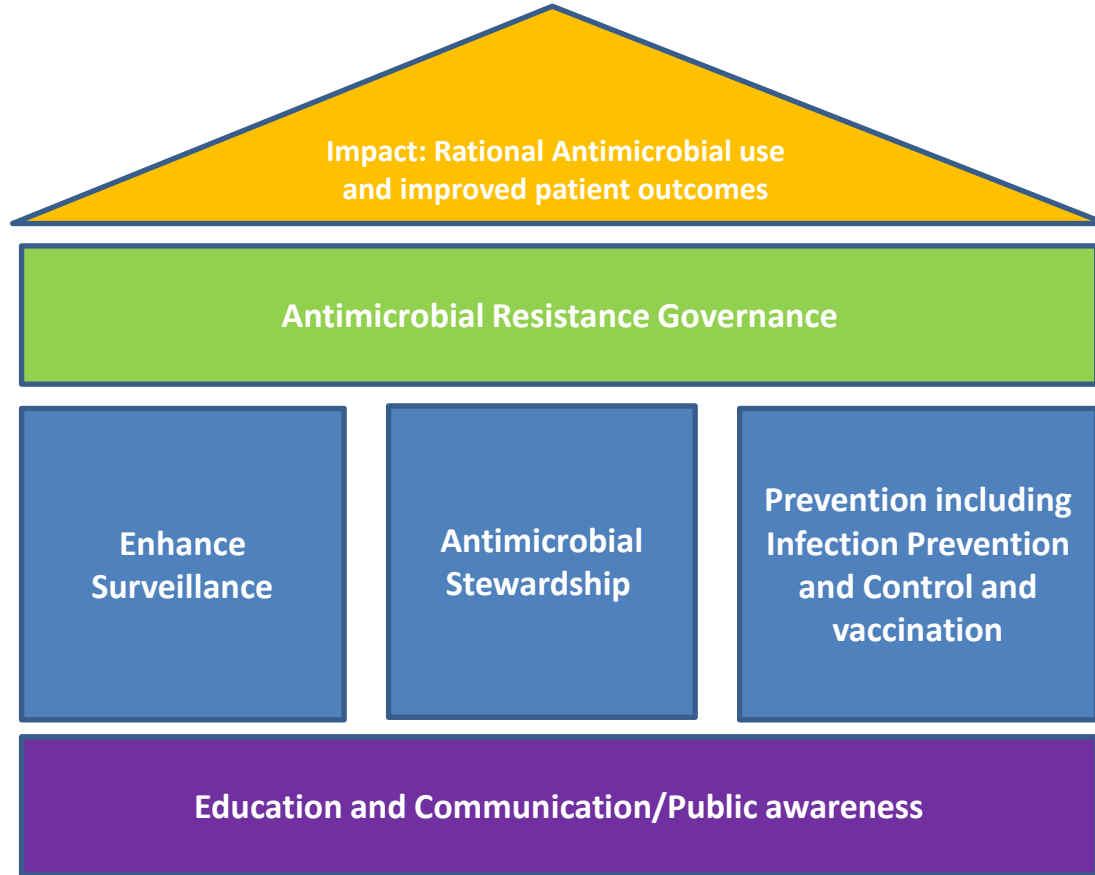 Impact: Rational Antimicrobial use
and improved patient outcomes
Antimicrobial Resistance Governance
Enhance
Surveillance
Antimicrobial
Stewardship
Prevention including
Infection Prevention
and Control and
vaccination
Education and Communication/Public awareness